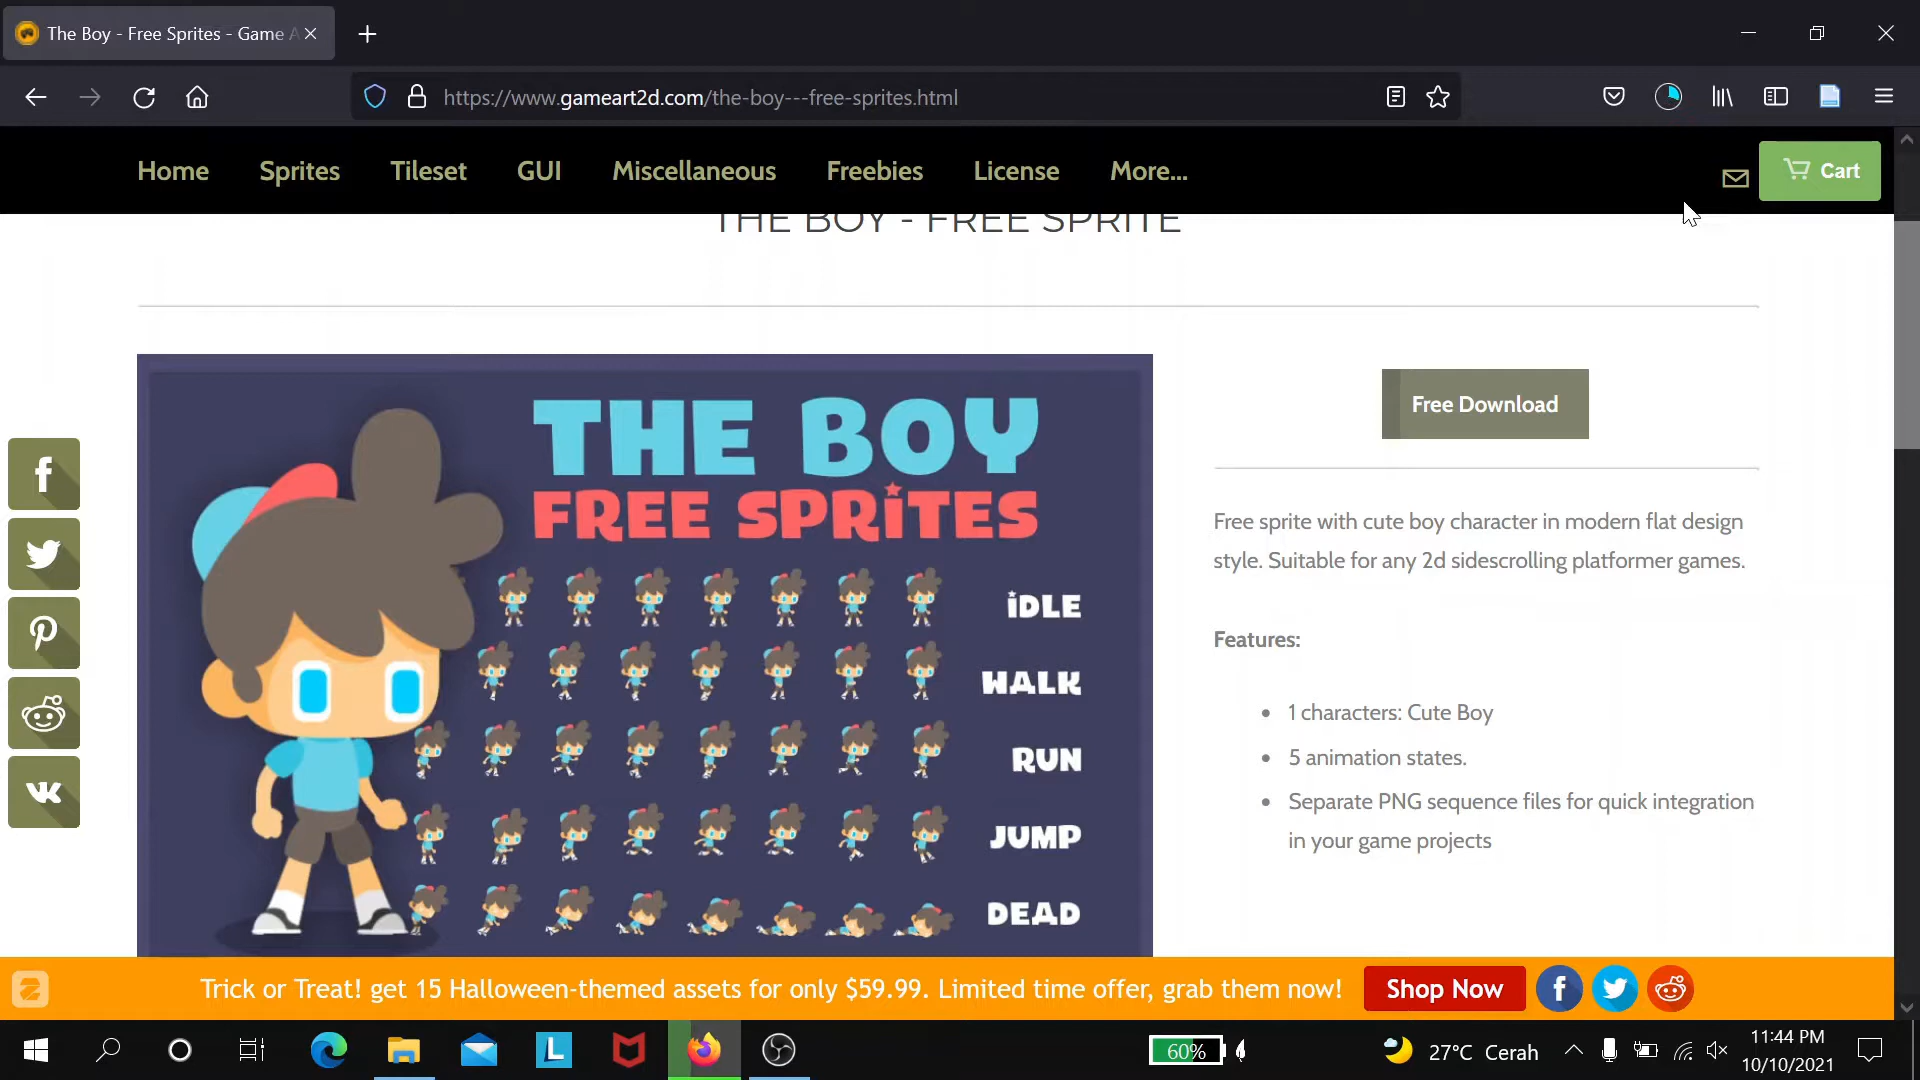 The Boy - Free Sprites - Game A
https://www.gameart2d.com/the-boy---free-sprites.html
Home Sprites Tileset GUI Miscellaneous Freebies License More... Cart
THE BOY - FREE SPRITE
THE BOY
FREE SPRITES
IDLE
WALK
RUN
JUMP
DEAD
Free Download
Free sprite with cute boy character in modern flat design
style. Suitable for any 2d sidescrolling platformer games.
Features:
1 characters: Cute Boy
5 animation states.
Separate PNG sequence files for quick integration
in your game projects
Trick or Treat! get 15 Halloween-themed assets for only $59.99. Limited time offer, grab them now! Shop Now
60% 27°C Cerah 11:44 PM
10/10/2021